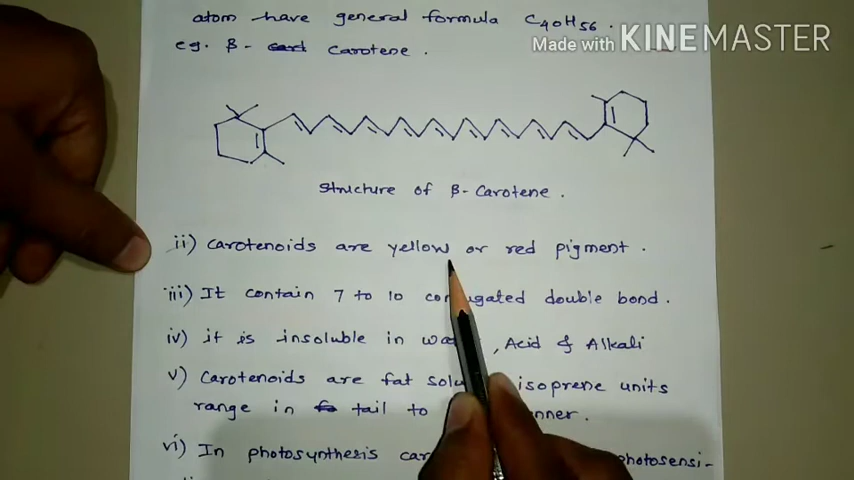 atom have general formula C40H56.
eg. β- Carotene.
Made with KINEMASTER
Structure of β-Carotene.
ii) Carotenoids are yellow or red pigment.
iii) It contain 7 to 10 double bond.
iv) it is insoluble in , Acid & Alkali
v) Carotenoids are fat isoprene units
range in tail to
vi) In photosynthesis photosensi-